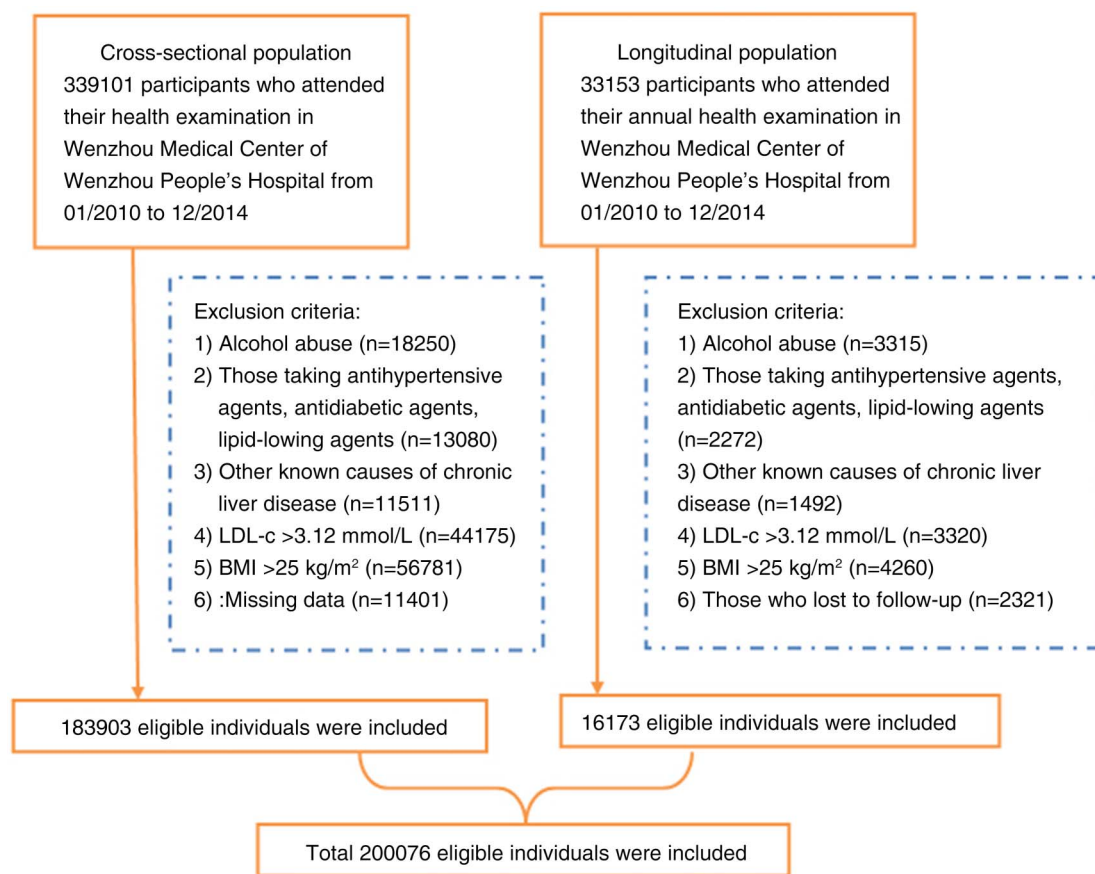 Cross-sectional population
339101 participants who attended
their health examination in
Wenzhou Medical Center of
Wenzhou People's Hospital from
01/2010 to 12/2014
Longitudinal population
33153 participants who attended
their annual health examination in
Wenzhou Medical Center of
Wenzhou People's Hospital from
01/2010 to 12/2014
Exclusion criteria:
1) Alcohol abuse (n=18250)
2) Those taking antihypertensive
agents, antidiabetic agents,
lipid-lowing agents (n=13080)
3) Other known causes of chronic
liver disease (n=11511)
4) LDL-c >3.12 mmol/L (n=44175)
5) BMI >25 kg/m² (n=56781)
6) :Missing data (n=11401)
Exclusion criteria:
1) Alcohol abuse (n=3315)
2) Those taking antihypertensive agents,
antidiabetic agents, lipid-lowing agents
(n=2272)
3) Other known causes of chronic liver
disease (n=1492)
4) LDL-c >3.12 mmol/L (n=3320)
5) BMI >25 kg/m² (n=4260)
6) Those who lost to follow-up (n=2321)
183903 eligible individuals were included
16173 eligible individuals were included
Total 200076 eligible individuals were included